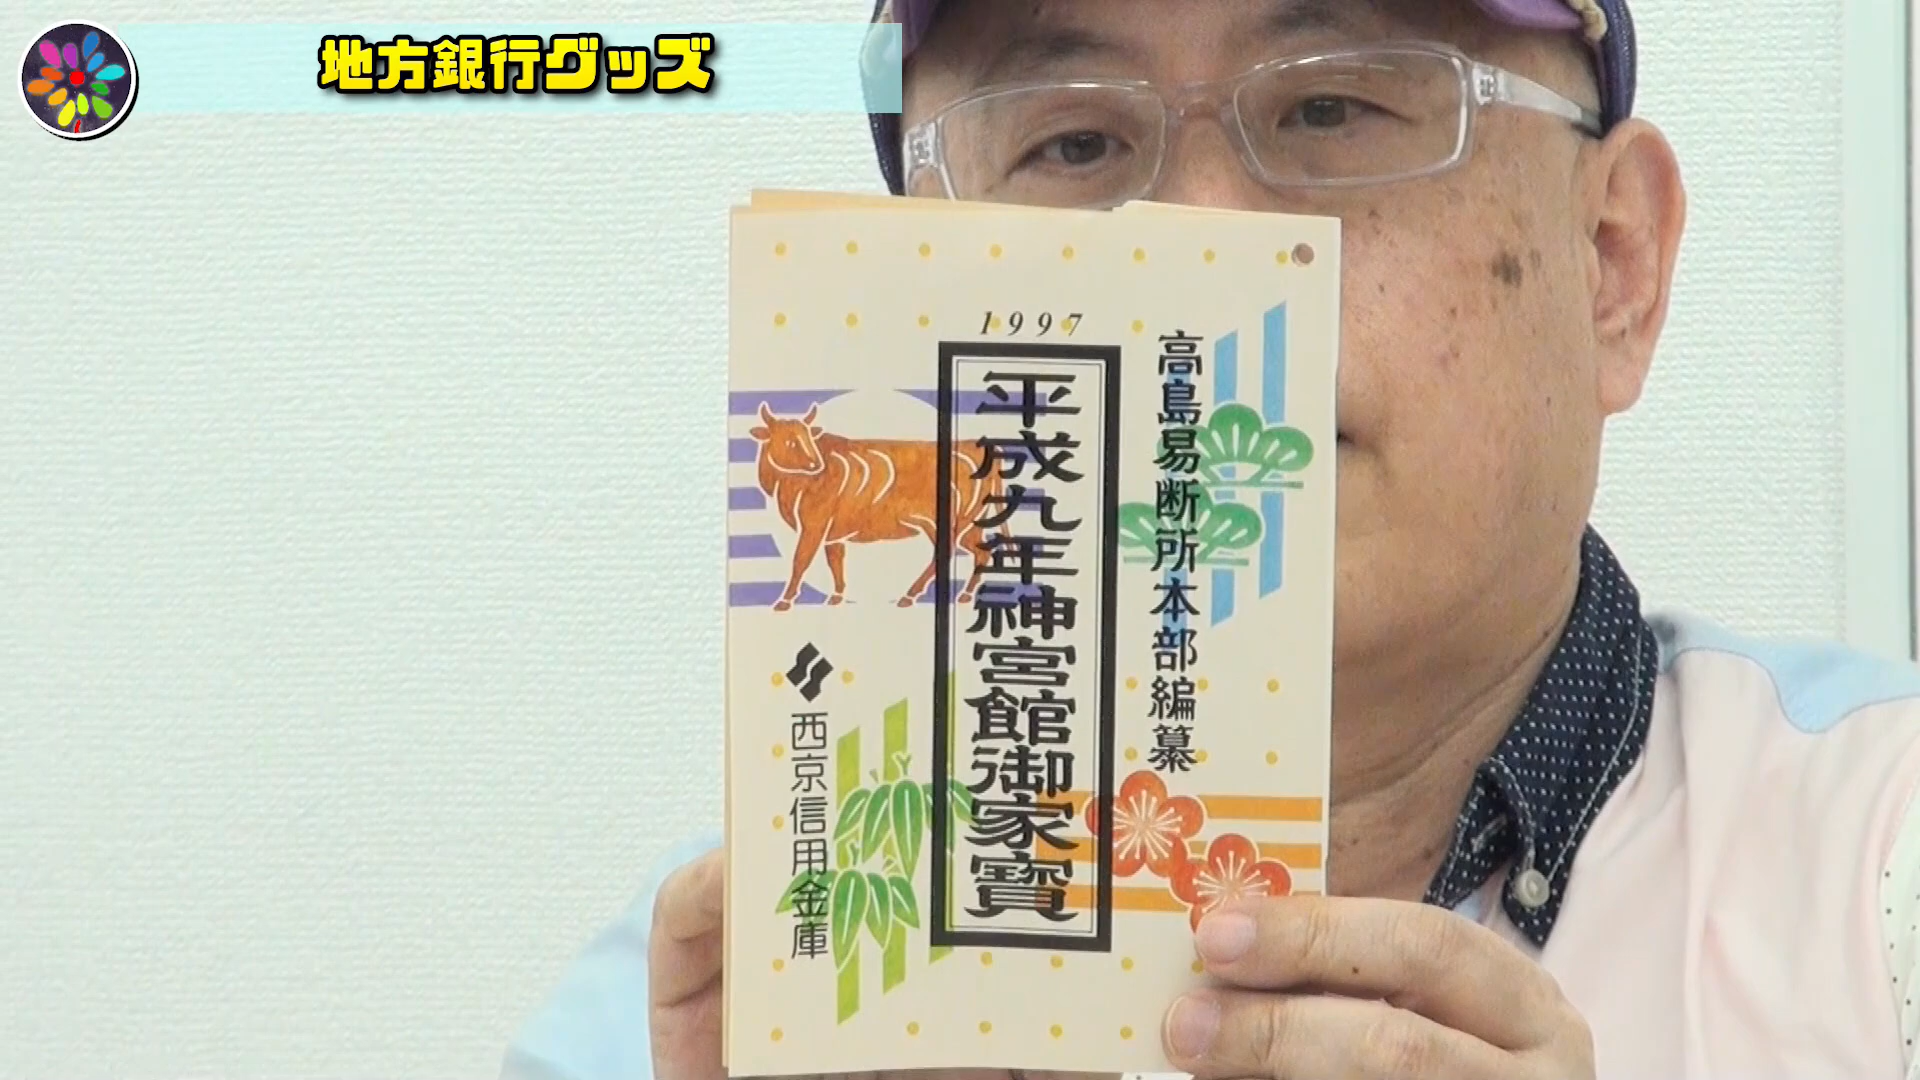 地方銀行グッズ
1997
高島易断所本部編纂
平成九年神宮館御家寶
西京信用金庫